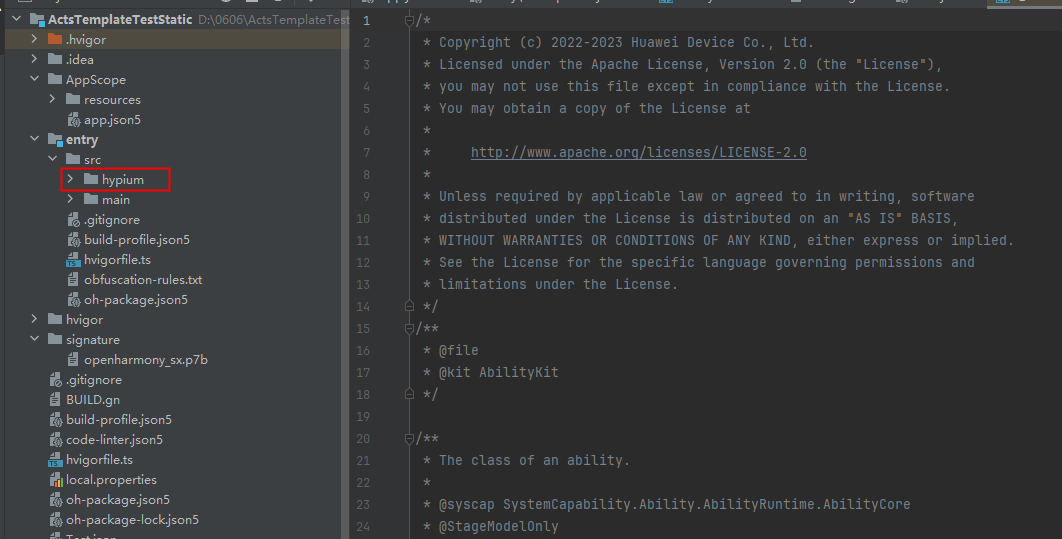 ActsTemplateTestStatic D:\0606\ActsTemplateTest
.hvigor
.idea
AppScope
resources
app.json5
entry
src
hypium
main
.gitignore
build-profile.json5
hvigorfile.ts
obfuscation-rules.txt
oh-package.json5
hvigor
signature
openharmony_sx.p7b
.gitignore
BUILD.gn
build-profile.json5
code-linter.json5
hvigorfile.ts
local.properties
oh-package.json5
oh-package-lock.json5
Test.json
1 /*
2 * Copyright (c) 2022-2023 Huawei Device Co., Ltd.
3 * Licensed under the Apache License, Version 2.0 (the "License"),
4 * you may not use this file except in compliance with the License.
5 * You may obtain a copy of the License at
6 *
7 * http://www.apache.org/licenses/LICENSE-2.0
8 *
9 * Unless required by applicable law or agreed to in writing, software
10 * distributed under the License is distributed on an "AS IS" BASIS,
11 * WITHOUT WARRANTIES OR CONDITIONS OF ANY KIND, either express or implied.
12 * See the License for the specific language governing permissions and
13 * limitations under the License.
14 */
15 /**
16 * @file
17 * @kit AbilityKit
18 */
19
20 /**
21 * The class of an ability.
22 *
23 * @syscap SystemCapability.Ability.AbilityRuntime.AbilityCore
24 * @StageModelOnly